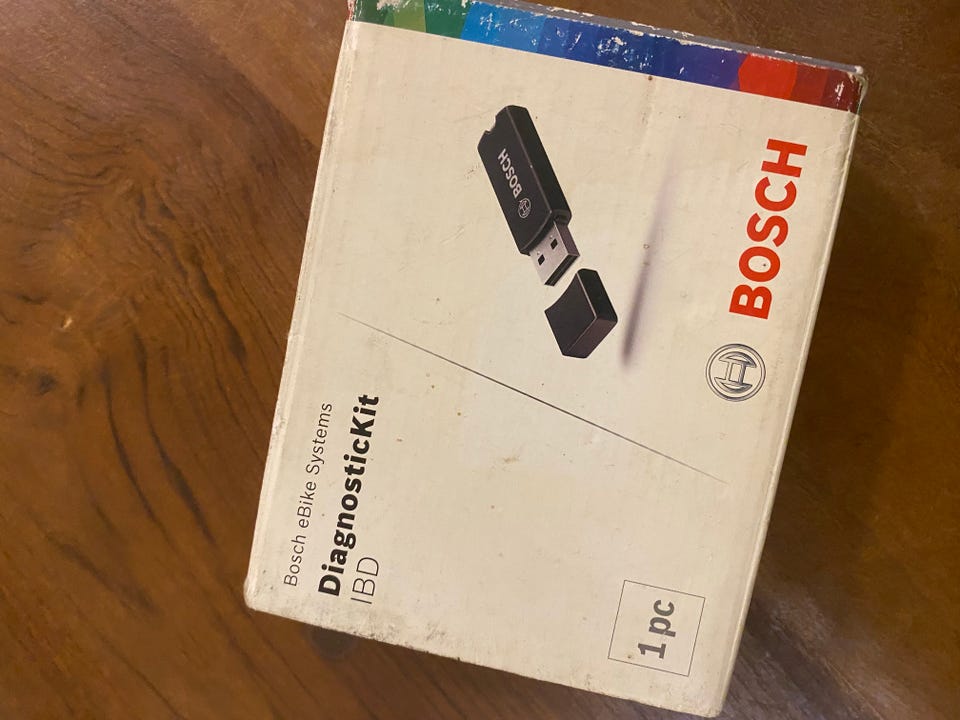 BOSCH
BOSCH
Bosch eBike Systems
DiagnosticKit
IBD
1 pc